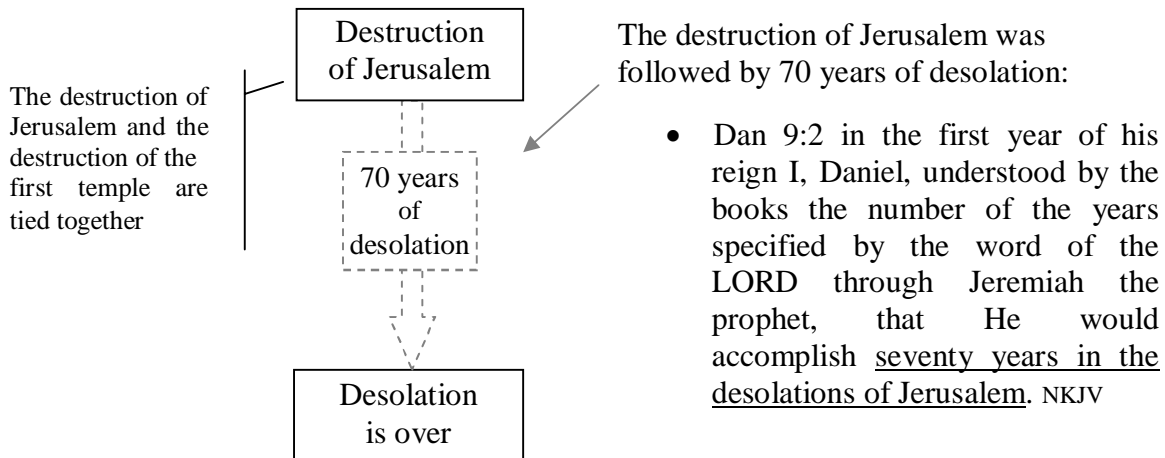 Destruction
of Jerusalem
The destruction of
Jerusalem and the
destruction of the
first temple are
tied together
70 years
of
desolation
Desolation
is over
The destruction of Jerusalem was
followed by 70 years of desolation:
• Dan 9:2 in the first year of his
reign I, Daniel, understood by the
books the number of the years
specified by the word of the
LORD through Jeremiah the
prophet, that He would
accomplish seventy years in the
desolations of Jerusalem. NKJV